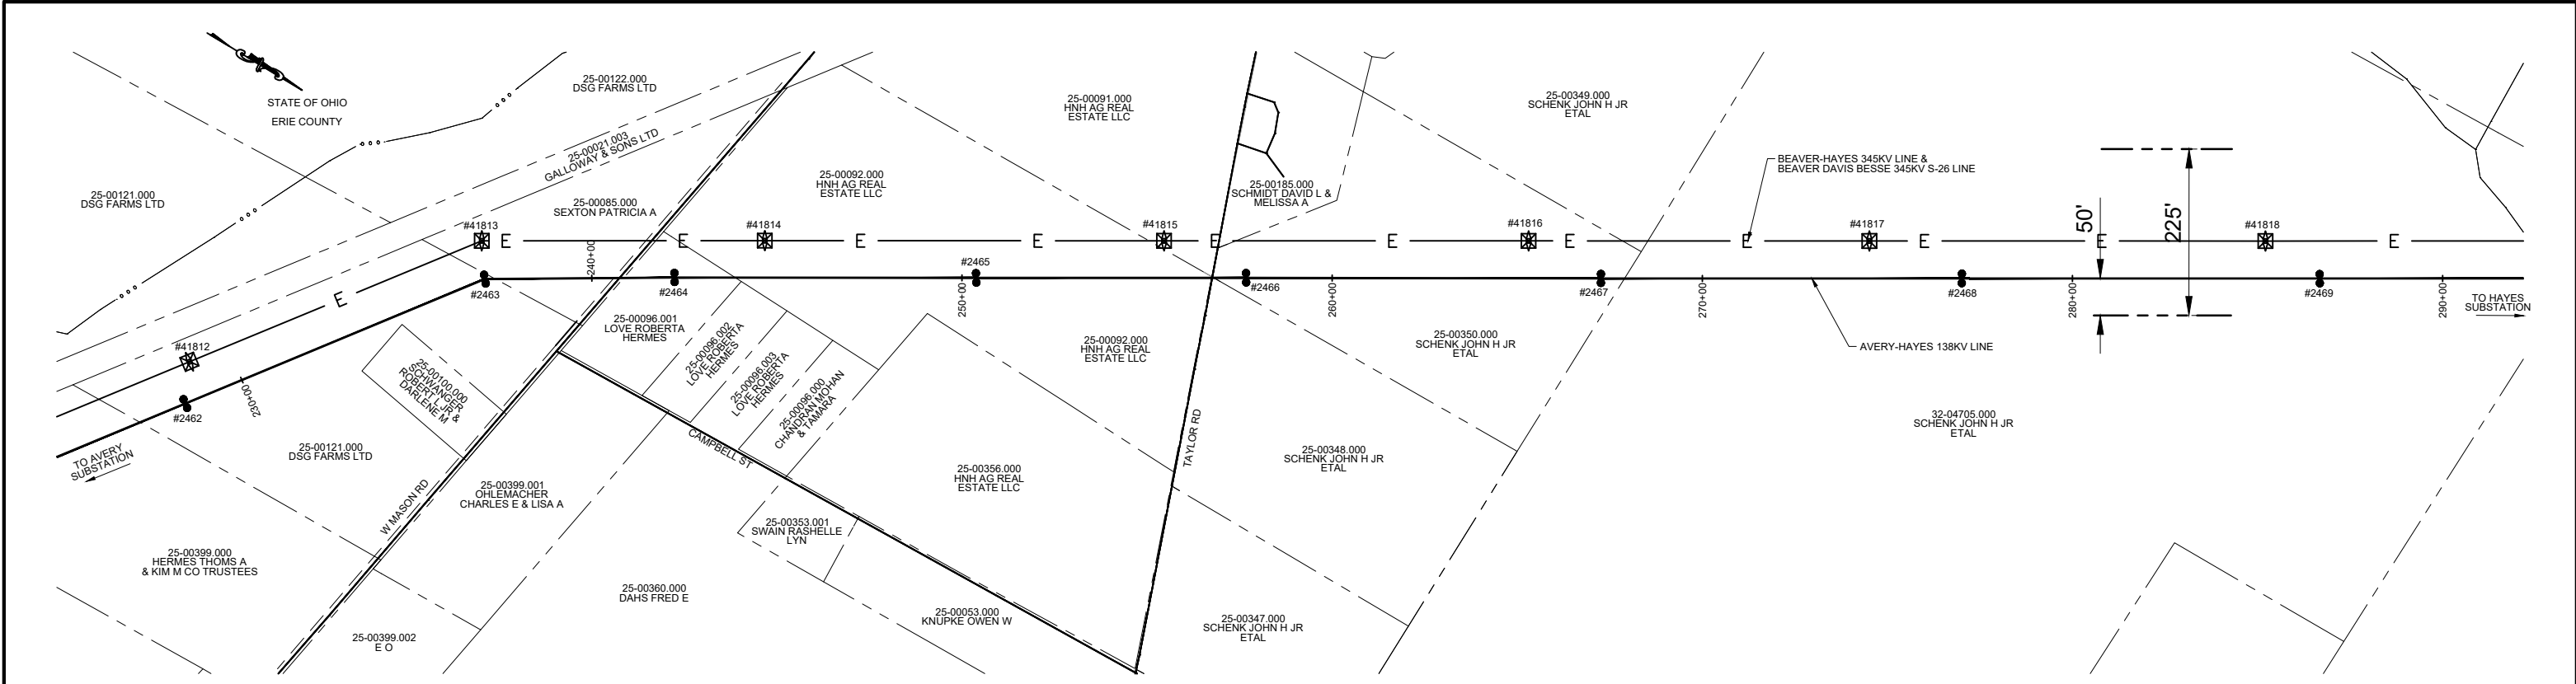 STATE OF OHIO
ERIE COUNTY
25-00122.000
DSG FARMS LTD
25-00121.000
DSG FARMS LTD
25-00021.003
GALLOWAY & SONS LTD
25-00085.000
SEXTON PATRICIA A
25-00092.000
HNH AG REAL
ESTATE LLC
25-00091.000
HNH AG REAL
ESTATE LLC
25-00185.000
SCHMIDT DAVID L &
MELISSA A
25-00349.000
SCHENK JOHN H JR
ETAL
BEAVER-HAYES 345KV LINE &
BEAVER DAVIS BESSE 345KV S-26 LINE
50'
225'
#41812
#41813
#41814
#41815
#41816
#41817
#41818
E
E
E
E
E
E
E
E
E
E
E
E
E
#2462
#2463
#2464
#2465
#2466
#2467
#2468
#2469
230+00
240+00
250+00
260+00
270+00
280+00
290+00
TO HAYES
SUBSTATION
TO AVERY
SUBSTATION
AVERY-HAYES 138KV LINE
25-00100.000
SCHWANGER
ROBERT L JR &
DARLENE M
25-00096.001
LOVE ROBERTA
HERMES
25-00096.002
LOVE ROBERTA
HERMES
25-00096.003
LOVE ROBERTA
HERMES
25-00096.000
CHANDRAN MOHAN
& TAMARA
25-00092.000
HNH AG REAL
ESTATE LLC
25-00350.000
SCHENK JOHN H JR
ETAL
32-04705.000
SCHENK JOHN H JR
ETAL
25-00121.000
DSG FARMS LTD
W MASON RD
CAMPBELL ST
TAYLOR RD
25-00399.001
OHLEMACHER
CHARLES E & LISA A
25-00356.000
HNH AG REAL
ESTATE LLC
25-00348.000
SCHENK JOHN H JR
ETAL
25-00353.001
SWAIN RASHELLE
LYN
25-00399.000
HERMES THOMS A
& KIM M CO TRUSTEES
25-00360.000
DAHS FRED E
25-00053.000
KNUPKE OWEN W
25-00347.000
SCHENK JOHN H JR
ETAL
25-00399.002
E O